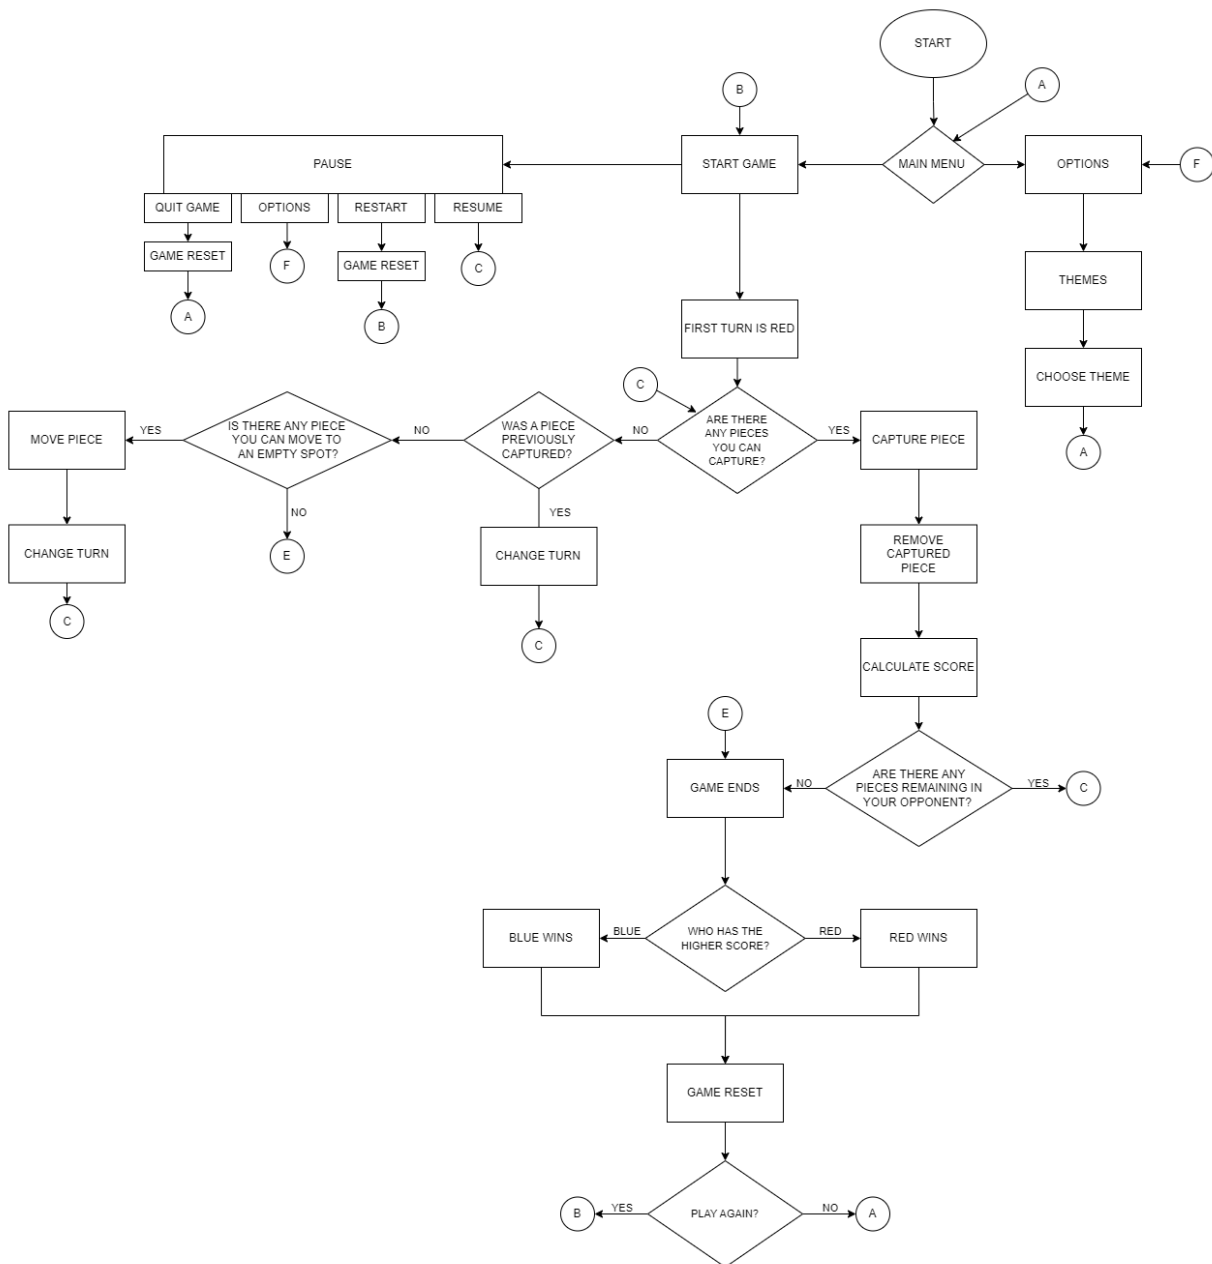 START
B
A
PAUSE
START GAME
MAIN MENU
OPTIONS
F
QUIT GAME
OPTIONS
RESTART
RESUME
GAME RESET
F
GAME RESET
C
THEMES
A
B
FIRST TURN IS RED
CHOOSE THEME
C
A
MOVE PIECE
YES
IS THERE ANY PIECE
YOU CAN MOVE TO
AN EMPTY SPOT?
NO
WAS A PIECE
PREVIOUSLY
CAPTURED?
NO
ARE THERE
ANY PIECES
YOU CAN
CAPTURE?
YES
CAPTURE PIECE
NO
YES
CHANGE TURN
E
CHANGE TURN
REMOVE
CAPTURED
PIECE
C
C
CALCULATE SCORE
E
GAME ENDS
NO
ARE THERE ANY
PIECES REMAINING IN
YOUR OPPONENT?
YES
C
BLUE WINS
BLUE
WHO HAS THE
HIGHER SCORE?
RED
RED WINS
GAME RESET
B
YES
PLAY AGAIN?
NO
A